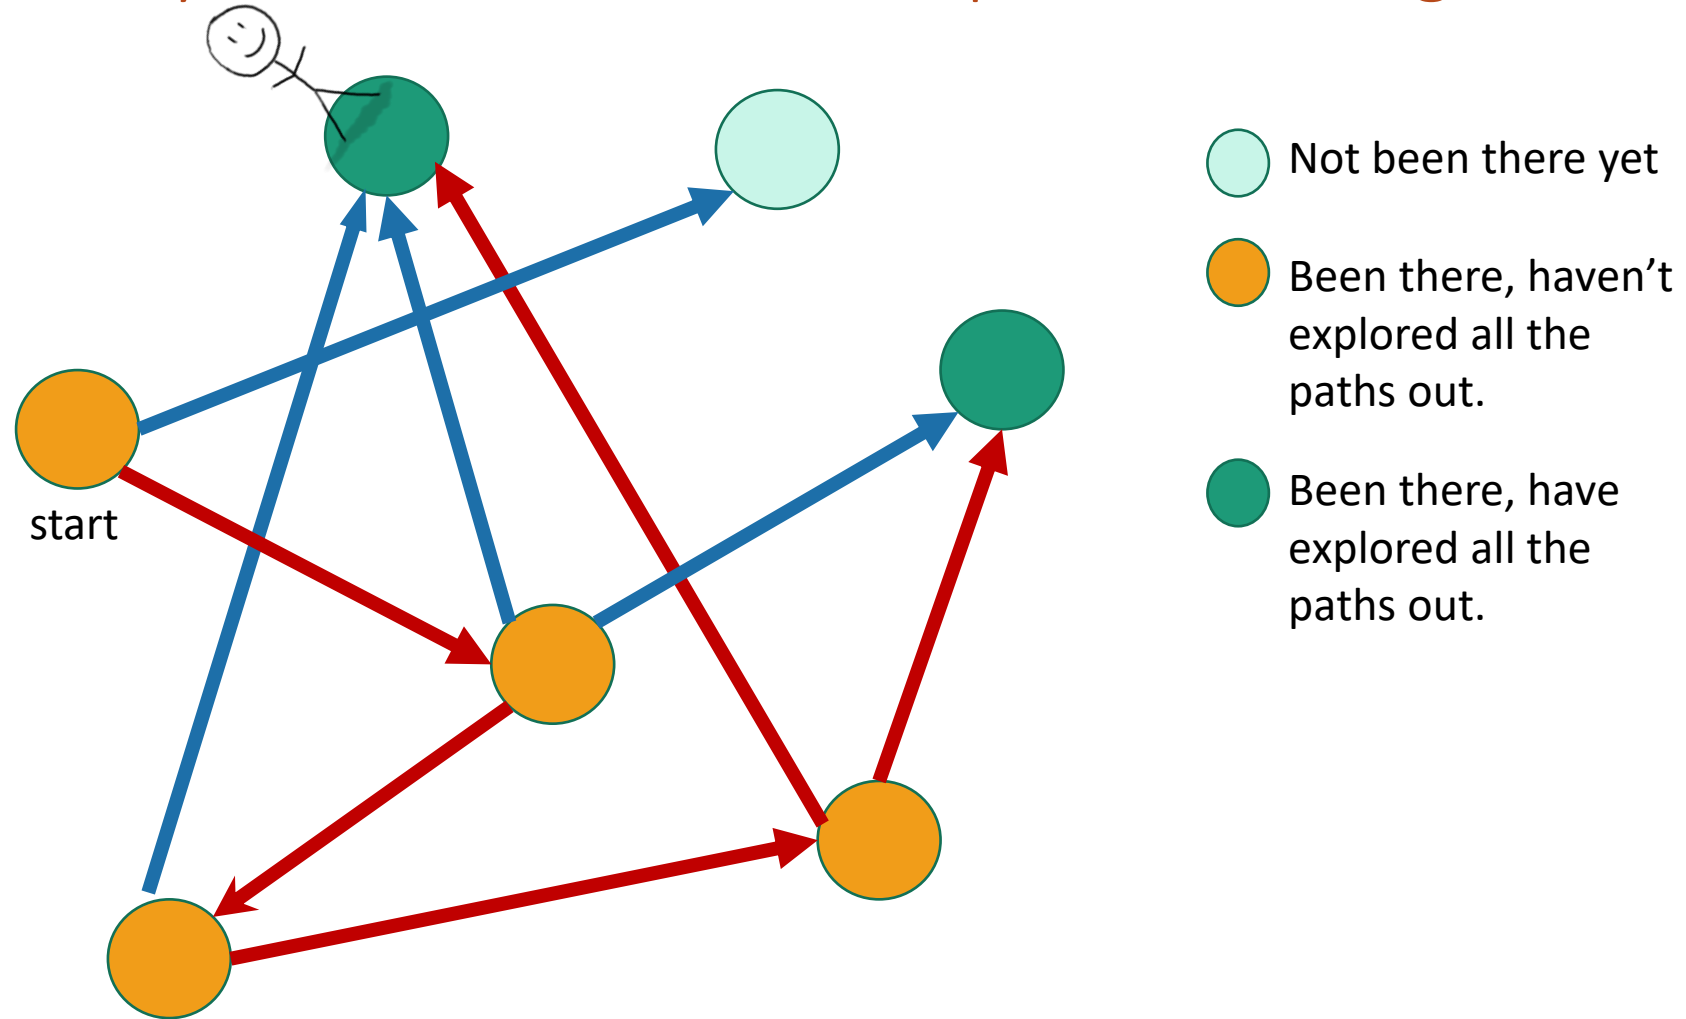 start
Not been there yet
Been there, haven’t
explored all the
paths out.
Been there, have
explored all the
paths out.